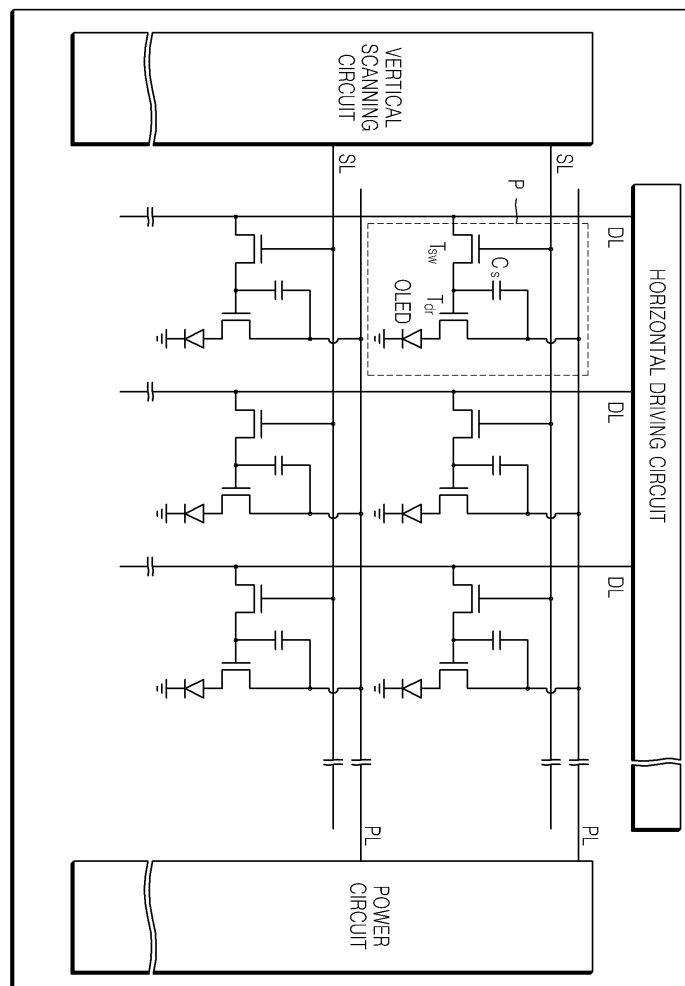 HORIZONTAL DRIVING CIRCUIT
DL
DL
DL
PL
SL
P
Cs
Tsw
Tdr
OLED
VERTICAL
SCANNING
CIRCUIT
POWER
CIRCUIT
PL
SL